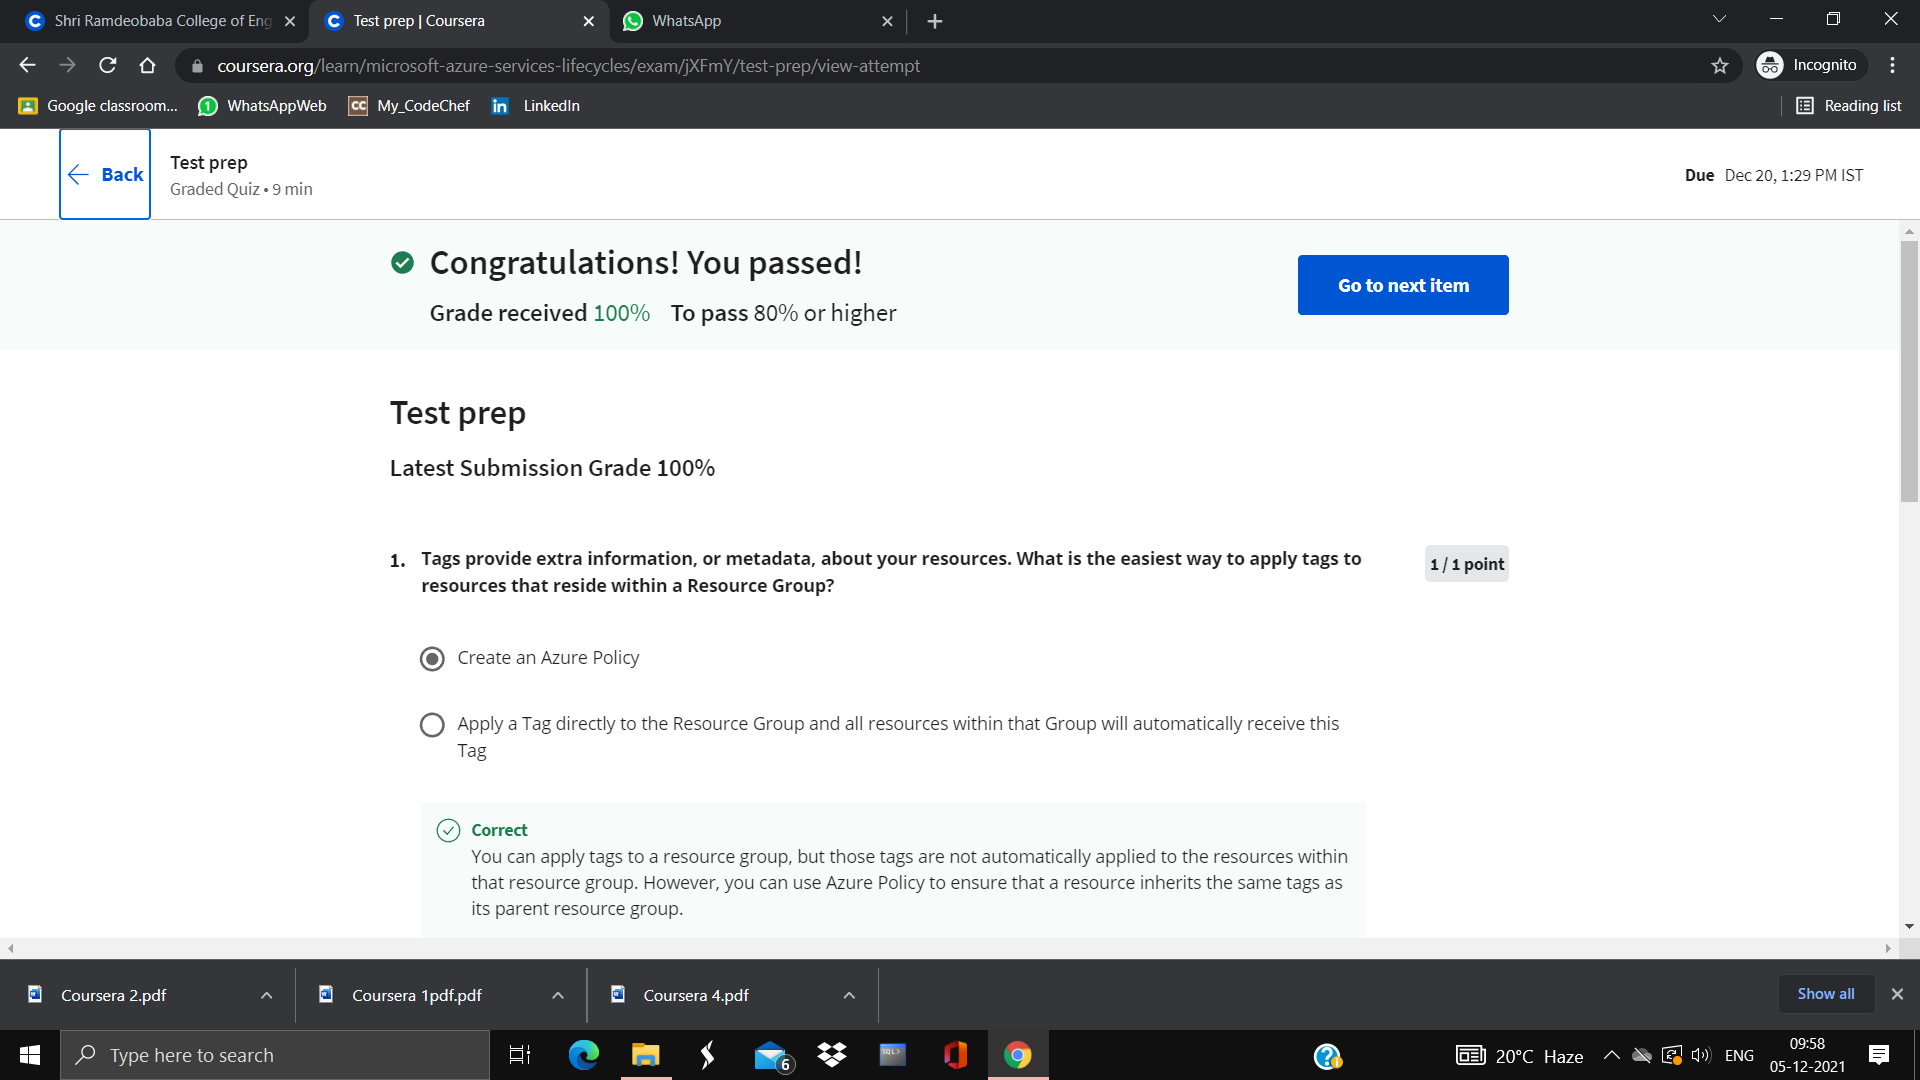 Shri Ramdeobaba College of Eng
Test prep | Coursera
WhatsApp
coursera.org/learn/microsoft-azure-services-lifecycles/exam/jXFmY/test-prep/view-attempt
Incognito
Google classroom...
WhatsAppWeb
My_CodeChef
LinkedIn
Reading list
Back
Test prep
Graded Quiz • 9 min
Due Dec 20, 1:29 PM IST
Congratulations! You passed!
Grade received 100% To pass 80% or higher
Go to next item
Test prep
Latest Submission Grade 100%
1. Tags provide extra information, or metadata, about your resources. What is the easiest way to apply tags to
resources that reside within a Resource Group?
1 / 1 point
Create an Azure Policy
Apply a Tag directly to the Resource Group and all resources within that Group will automatically receive this
Tag
Correct
You can apply tags to a resource group, but those tags are not automatically applied to the resources within
that resource group. However, you can use Azure Policy to ensure that a resource inherits the same tags as
its parent resource group.
Coursera 2.pdf
Coursera 1pdf.pdf
Coursera 4.pdf
Show all
Type here to search
6
20°C Haze
ENG
09:58
05-12-2021